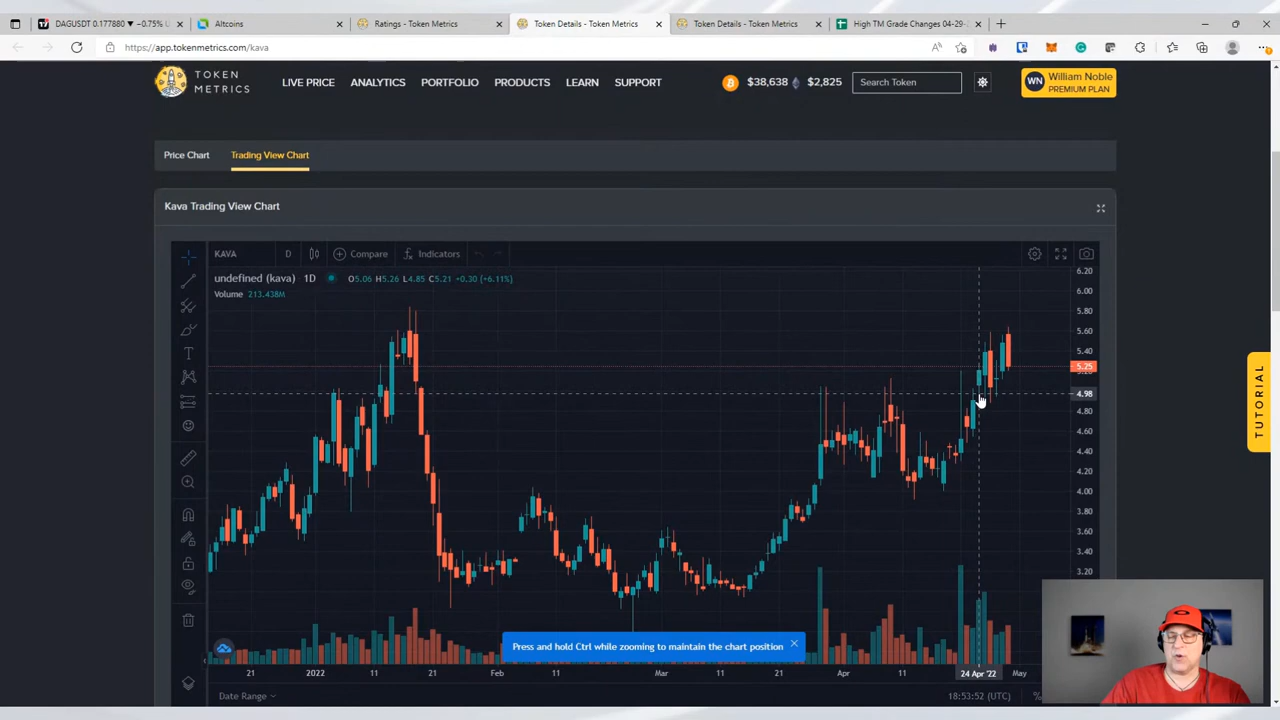 DAGUSDT 0.177880 ▼ −0.75% U
Altcoins
Ratings - Token Metrics
Token Details - Token Metrics
Token Details - Token Metrics
High TM Grade Changes 04-29-
https://app.tokenmetrics.com/kava
TOKEN METRICS
LIVE PRICE
ANALYTICS
PORTFOLIO
PRODUCTS
LEARN
SUPPORT
$38,638
$2,825
Search Token
WN
William Noble
PREMIUM PLAN
Price Chart
Trading View Chart
Kava Trading View Chart
KAVA
D
Compare
Indicators
undefined (kava) 1D
O5.06 H5.26 L4.85 C5.21 +0.30 (+6.11%)
Volume 213.438M
6.20
6.00
5.80
5.60
5.40
5.25
4.98
4.80
4.60
4.40
4.20
4.00
3.80
3.60
3.40
3.20
TUTORIAL
Press and hold Ctrl while zooming to maintain the chart position
21
2022
11
21
Feb
11
Mar
11
21
Apr
11
24 Apr '22
May
Date Range
18:53:52 (UTC)
%